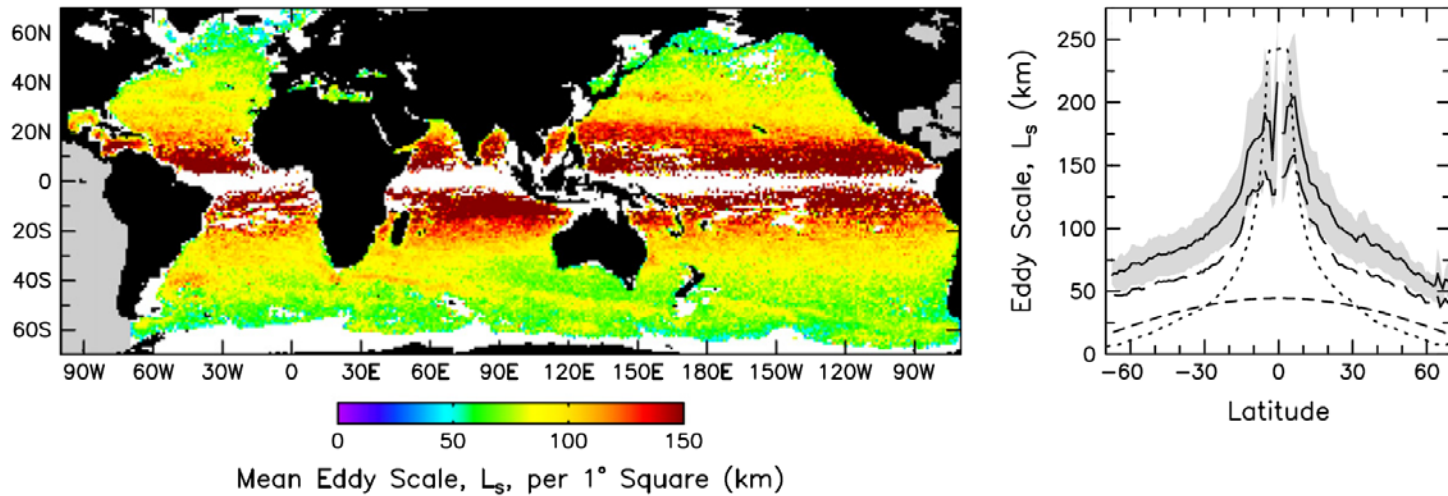 60N
40N
20N
0
20S
40S
60S
90W 60W 30W 0 30E 60E 90E 120E 150E 180E 150W 120W 90W
0 50 100 150
Mean Eddy Scale, Ls, per 1° Square (km)
250
200
150
100
50
0
Eddy Scale, Ls (km)
-60 -30 0 30 60
Latitude